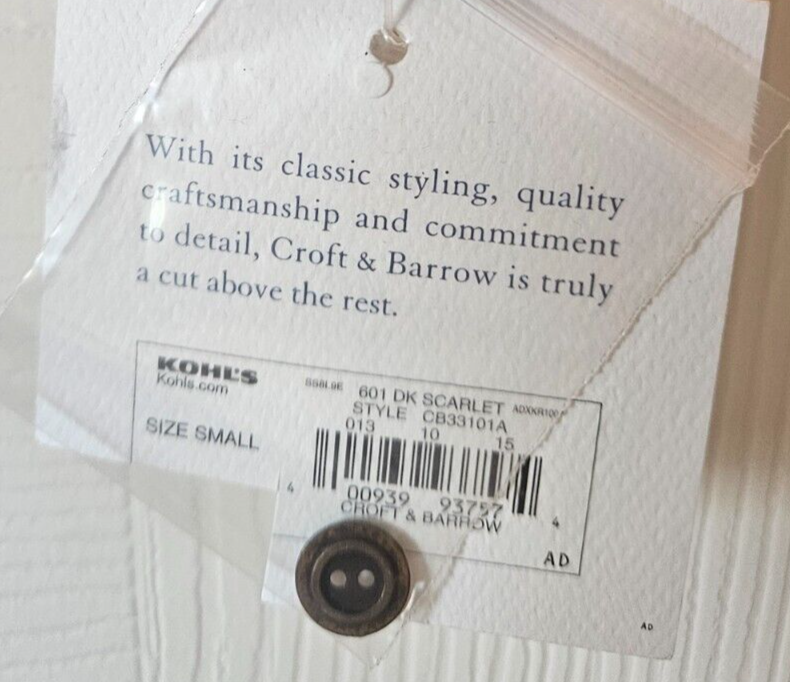 With its classic styling, quality
craftsmanship and commitment
to detail, Croft & Barrow is truly
a cut above the rest.
KOHL'S
Kohls.com
601 DK SCARLET
STYLE CB33101A
SIZE SMALL
013 10 15
4 00939 93757 4
CROFT & BARROW
AD
AD